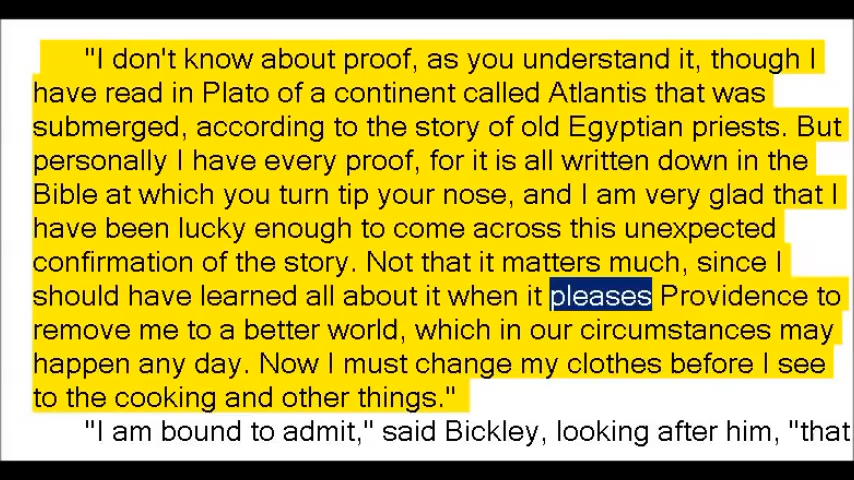 "I don't know about proof, as you understand it, though I
have read in Plato of a continent called Atlantis that was
submerged, according to the story of old Egyptian priests. But
personally I have every proof, for it is all written down in the
Bible at which you turn tip your nose, and I am very glad that I
have been lucky enough to come across this unexpected
confirmation of the story. Not that it matters much, since I
should have learned all about it when it pleases Providence to
remove me to a better world, which in our circumstances may
happen any day. Now I must change my clothes before I see
to the cooking and other things."
"I am bound to admit," said Bickley, looking after him, "that